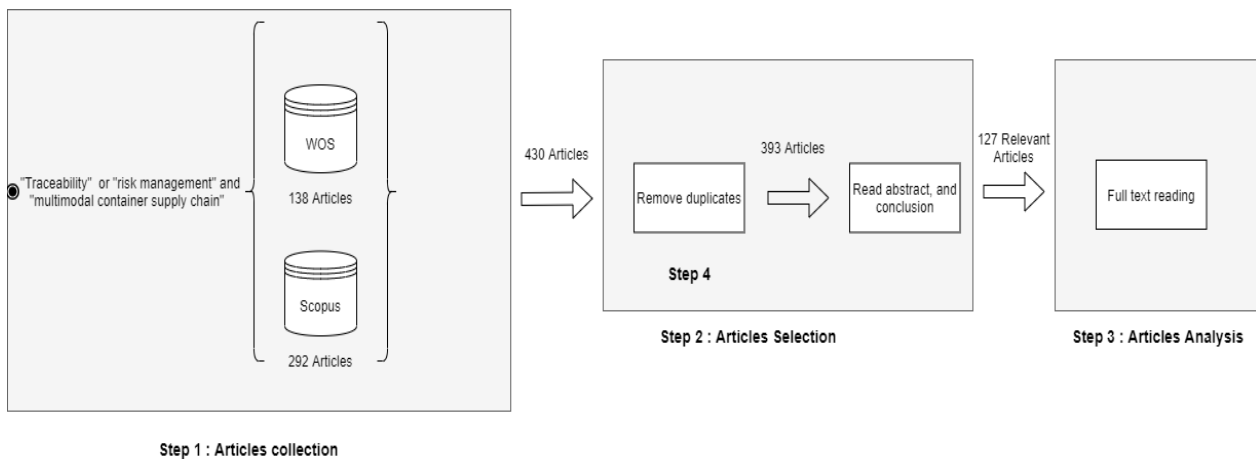 "Traceability" or "risk management" and
"multimodal container supply chain"
WOS
138 Articles
Scopus
292 Articles
Step 1 : Articles collection
430 Articles
Remove duplicates
393 Articles
Read abstract, and
conclusion
Step 4
Step 2 : Articles Selection
127 Relevant
Articles
Full text reading
Step 3 : Articles Analysis